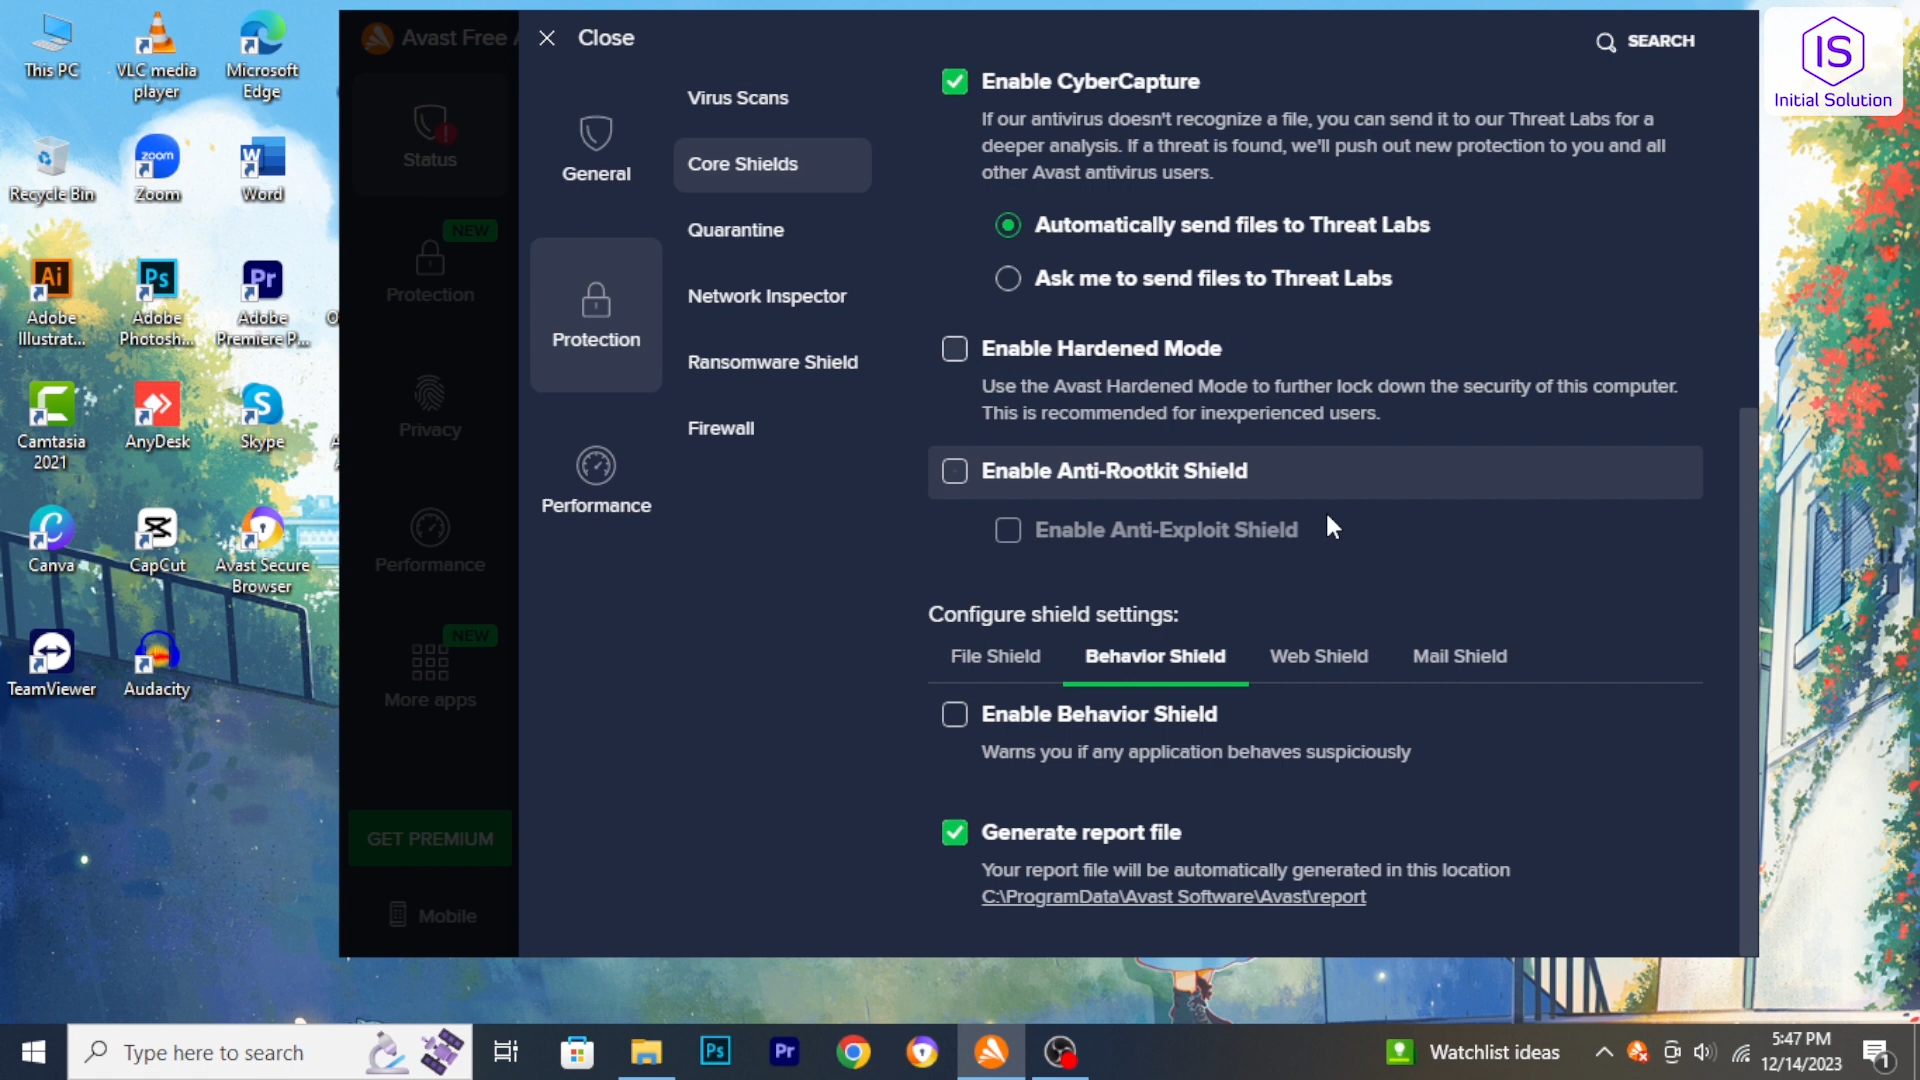 This PC
VLC media
player
Microsoft
Edge
Recycle Bin
zoom
Zoom
Word
Ai
Adobe
Illustrat...
Ps
Adobe
Photosh...
Pr
Adobe
Premiere P...
Camtasia
2021
AnyDesk
Skype
Canva
CapCut
Avast Secure
Browser
TeamViewer
Audacity
Avast Free A
Status
NEW
Protection
Privacy
Performance
NEW
More apps
GET PREMIUM
Mobile
Close
SEARCH
General
Protection
Performance
Virus Scans
Core Shields
Quarantine
Network Inspector
Ransomware Shield
Firewall
Enable CyberCapture
If our antivirus doesn't recognize a file, you can send it to our Threat Labs for a
deeper analysis. If a threat is found, we'll push out new protection to you and all
other Avast antivirus users.
Automatically send files to Threat Labs
Ask me to send files to Threat Labs
Enable Hardened Mode
Use the Avast Hardened Mode to further lock down the security of this computer.
This is recommended for inexperienced users.
Enable Anti-Rootkit Shield
Enable Anti-Exploit Shield
Configure shield settings:
File Shield Behavior Shield Web Shield Mail Shield
Enable Behavior Shield
Warns you if any application behaves suspiciously
Generate report file
Your report file will be automatically generated in this location
C:\ProgramData\Avast Software\Avast\report
IS
Initial Solution
Type here to search
Ps
Pr
Watchlist ideas
5:47 PM
12/14/2023
1